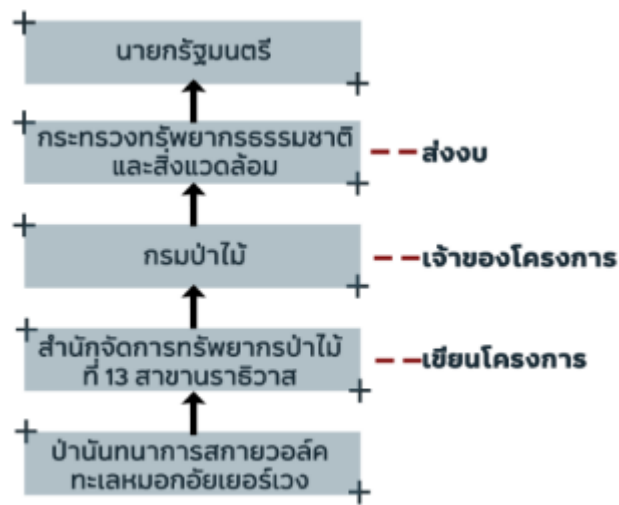 นายกรัฐมนตรี
กระทรวงทรัพยากรธรรมชาติ
และสิ่งแวดล้อม
ส่งงบ
กรมป่าไม้
เจ้าของโครงการ
สำนักจัดการทรัพยากรป่าไม้
ที่ 13 สาขานราธิวาส
เขียนโครงการ
ป่านันทนาการสกายวอล์ค
ทะเลหมอกอัยเยอร์เวง